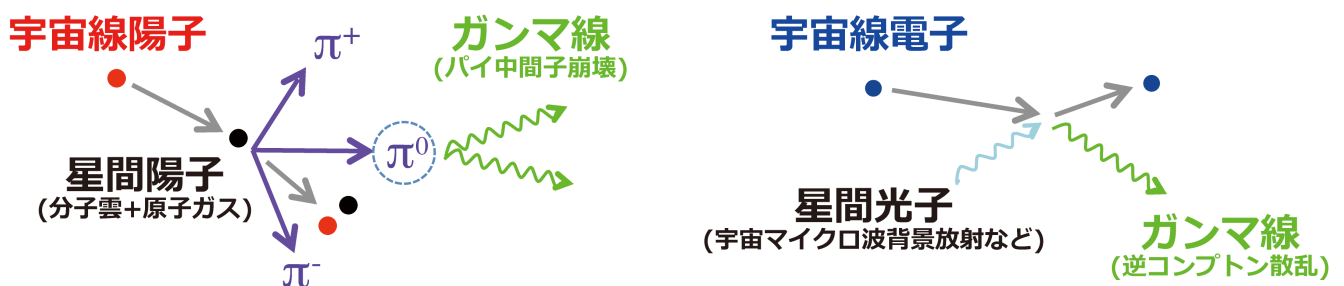 宇宙線陽子
π+
ガンマ線
(パイ中間子崩壊)
π0
星間陽子
(分子雲+原子ガス)
π-
宇宙線電子
星間光子
(宇宙マイクロ波背景放射など)
ガンマ線
(逆コンプトン散乱)